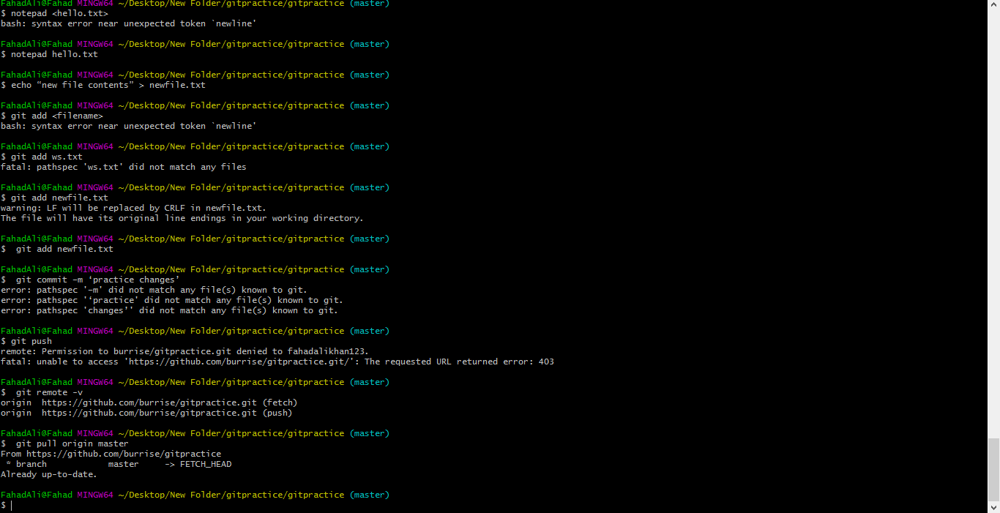 FahadAli@Fahad MINGW64 ~/Desktop/New Folder/gitpractice/gitpractice (master)
$ notepad <hello.txt>
bash: syntax error near unexpected token `newline'
FahadAli@Fahad MINGW64 ~/Desktop/New Folder/gitpractice/gitpractice (master)
$ notepad hello.txt
FahadAli@Fahad MINGW64 ~/Desktop/New Folder/gitpractice/gitpractice (master)
$ echo “new file contents” > newfile.txt
FahadAli@Fahad MINGW64 ~/Desktop/New Folder/gitpractice/gitpractice (master)
$ git add <filename>
bash: syntax error near unexpected token `newline'
FahadAli@Fahad MINGW64 ~/Desktop/New Folder/gitpractice/gitpractice (master)
$ git add ws.txt
fatal: pathspec 'ws.txt' did not match any files
FahadAli@Fahad MINGW64 ~/Desktop/New Folder/gitpractice/gitpractice (master)
$ git add newfile.txt
warning: LF will be replaced by CRLF in newfile.txt.
The file will have its original line endings in your working directory.
FahadAli@Fahad MINGW64 ~/Desktop/New Folder/gitpractice/gitpractice (master)
$  git add newfile.txt
FahadAli@Fahad MINGW64 ~/Desktop/New Folder/gitpractice/gitpractice (master)
$  git commit –m ‘practice changes’
error: pathspec '–m' did not match any file(s) known to git.
error: pathspec '‘practice' did not match any file(s) known to git.
error: pathspec 'changes’' did not match any file(s) known to git.
FahadAli@Fahad MINGW64 ~/Desktop/New Folder/gitpractice/gitpractice (master)
$ git push
remote: Permission to burrise/gitpractice.git denied to fahadalikhan123.
fatal: unable to access 'https://github.com/burrise/gitpractice.git/': The requested URL returned error: 403
FahadAli@Fahad MINGW64 ~/Desktop/New Folder/gitpractice/gitpractice (master)
$  git remote -v
origin  https://github.com/burrise/gitpractice.git (fetch)
origin  https://github.com/burrise/gitpractice.git (push)
FahadAli@Fahad MINGW64 ~/Desktop/New Folder/gitpractice/gitpractice (master)
$  git pull origin master
From https://github.com/burrise/gitpractice
 * branch            master     -> FETCH_HEAD
Already up-to-date.
FahadAli@Fahad MINGW64 ~/Desktop/New Folder/gitpractice/gitpractice (master)
$